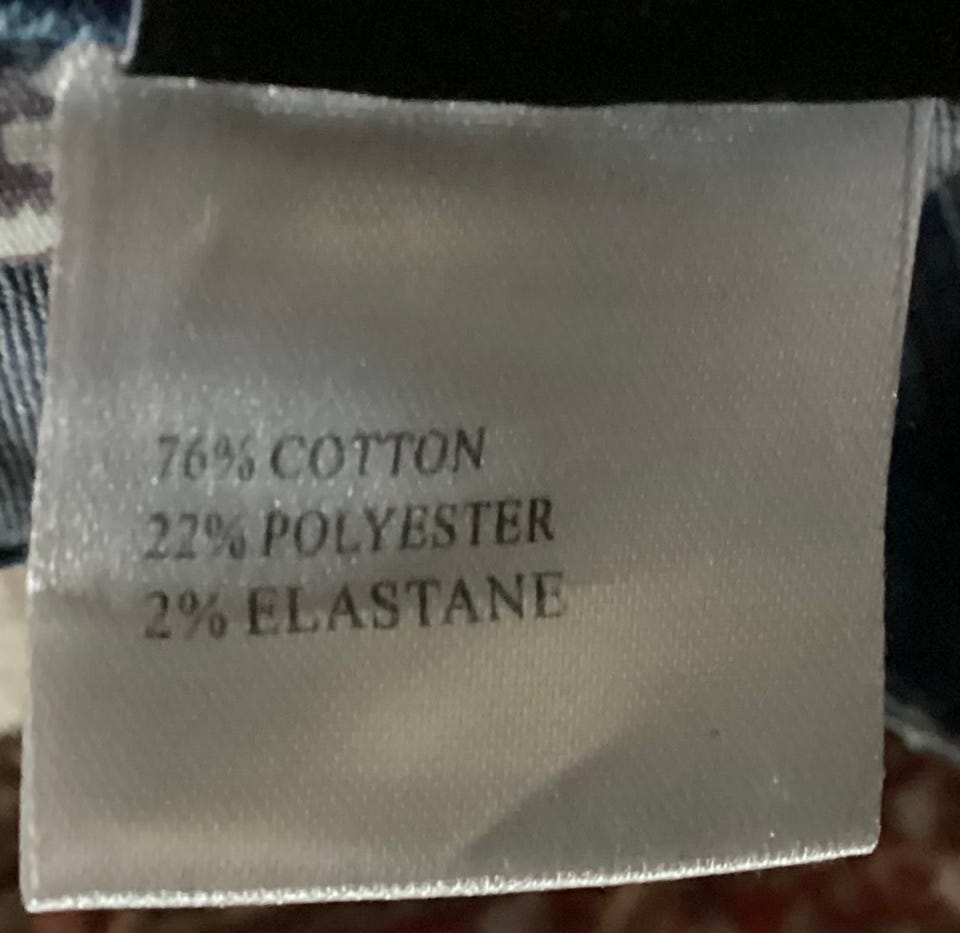 76% COTTON
22% POLYESTER
2% ELASTANE